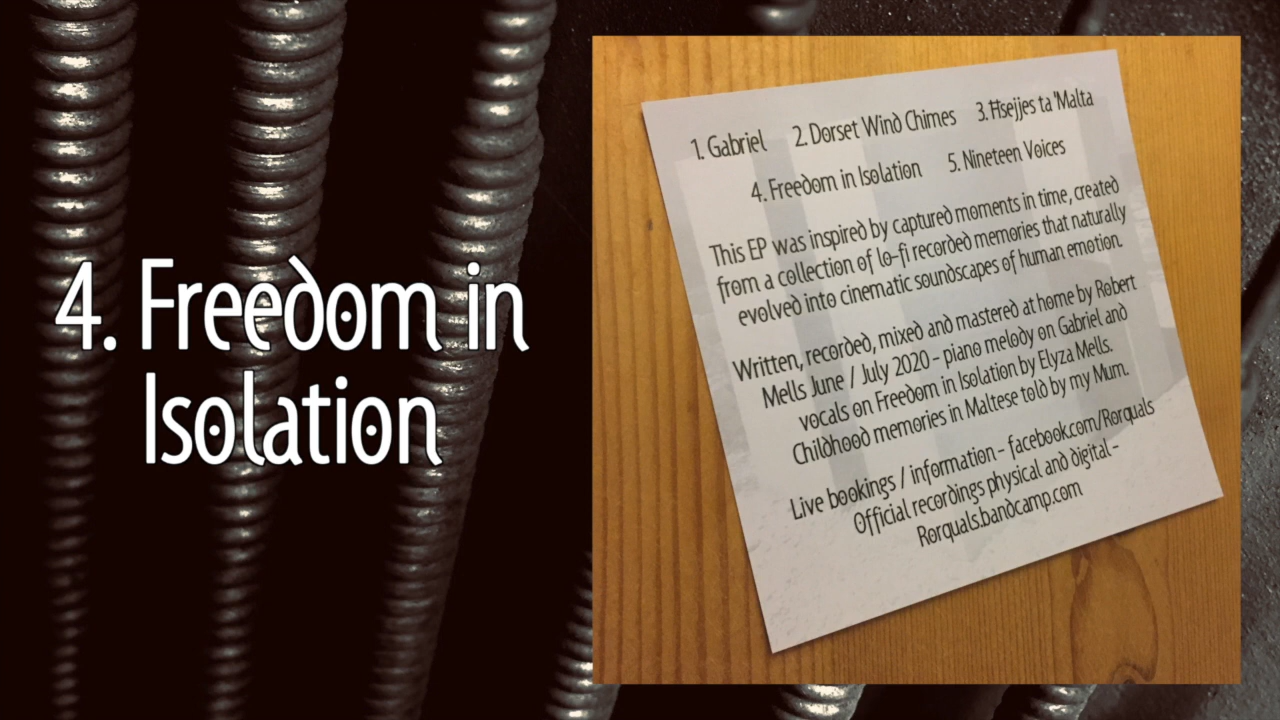 4. Freedom in
Isolation
1. Gabriel 2. Dorset Wind Chimes 3. Ħsejjes ta 'Malta
4. Freedom in Isolation 5. Nineteen Voices
This EP was inspired by captured moments in time, created
from a collection of lo-fi recorded memories that naturally
evolved into cinematic soundscapes of human emotion.
Written, recorded, mixed and mastered at home by Robert
Mells June / July 2020 - piano melody on Gabriel and
vocals on Freedom in Isolation by Elyza Mells.
Childhood memories in Maltese told by my Mum.
Live bookings / information - facebook.com/Rorquals
Official recordings physical and digital -
Rorquals.bandcamp.com